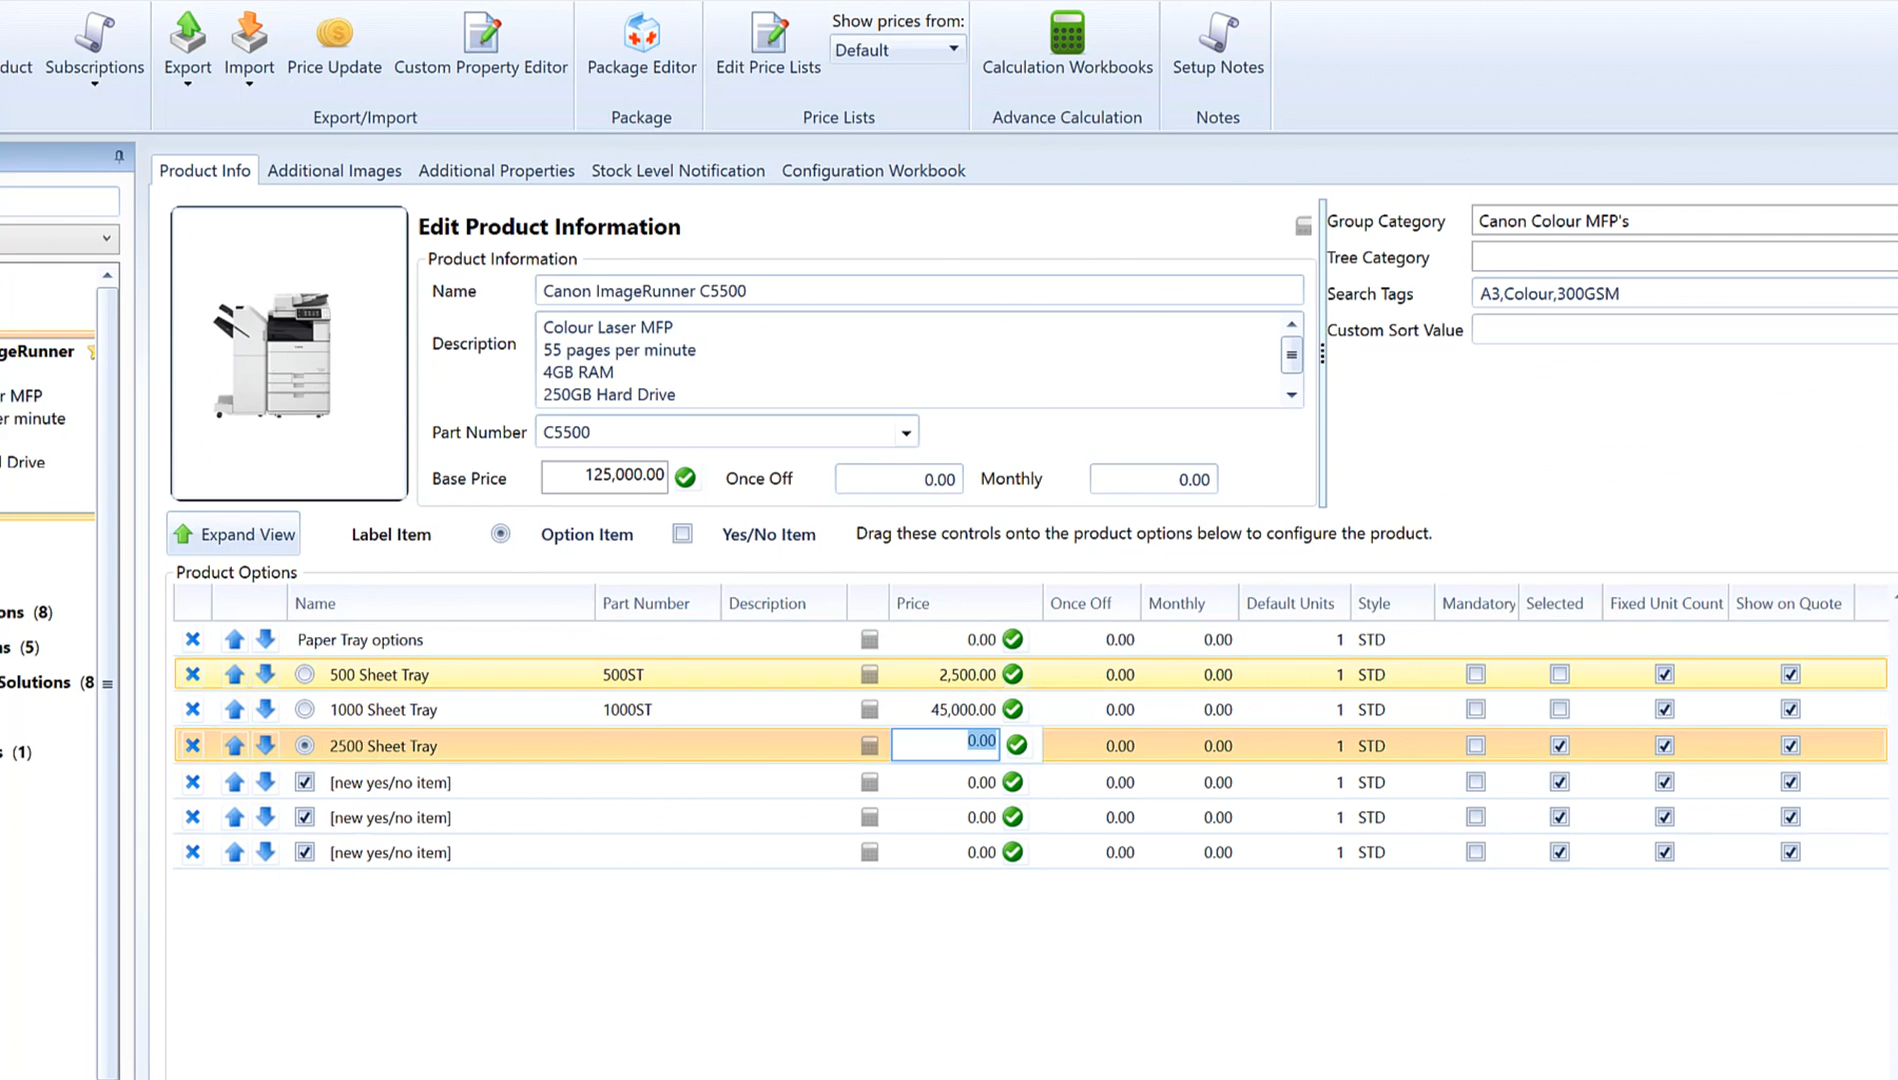 duct
Subscriptions
Export
Import
Price Update
Custom Property Editor
Export/Import
Package Editor
Package
Edit Price Lists
Show prices from:
Default
Price Lists
Calculation Workbooks
Advance Calculation
Setup Notes
Notes
Product Info
Additional Images
Additional Properties
Stock Level Notification
Configuration Workbook
geRunner
r MFP
er minute
l Drive
ons (8)
s (5)
Solutions (8
s (1)
Edit Product Information
Product Information
Name
Canon ImageRunner C5500
Description
Colour Laser MFP
55 pages per minute
4GB RAM
250GB Hard Drive
Part Number
C5500
Base Price
125,000.00
Once Off
0.00
Monthly
0.00
Group Category
Canon Colour MFP's
Tree Category
Search Tags
A3,Colour,300GSM
Custom Sort Value
Expand View
Label Item
Option Item
Yes/No Item
Drag these controls onto the product options below to configure the product.
Product Options
Name Part Number Description Price Once Off Monthly Default Units Style Mandatory Selected Fixed Unit Count Show on Quote
Paper Tray options 0.00 0.00 0.00 1 STD
500 Sheet Tray 500ST 2,500.00 0.00 0.00 1 STD
1000 Sheet Tray 1000ST 45,000.00 0.00 0.00 1 STD
2500 Sheet Tray 0.00 0.00 0.00 1 STD
[new yes/no item] 0.00 0.00 0.00 1 STD
[new yes/no item] 0.00 0.00 0.00 1 STD
[new yes/no item] 0.00 0.00 0.00 1 STD